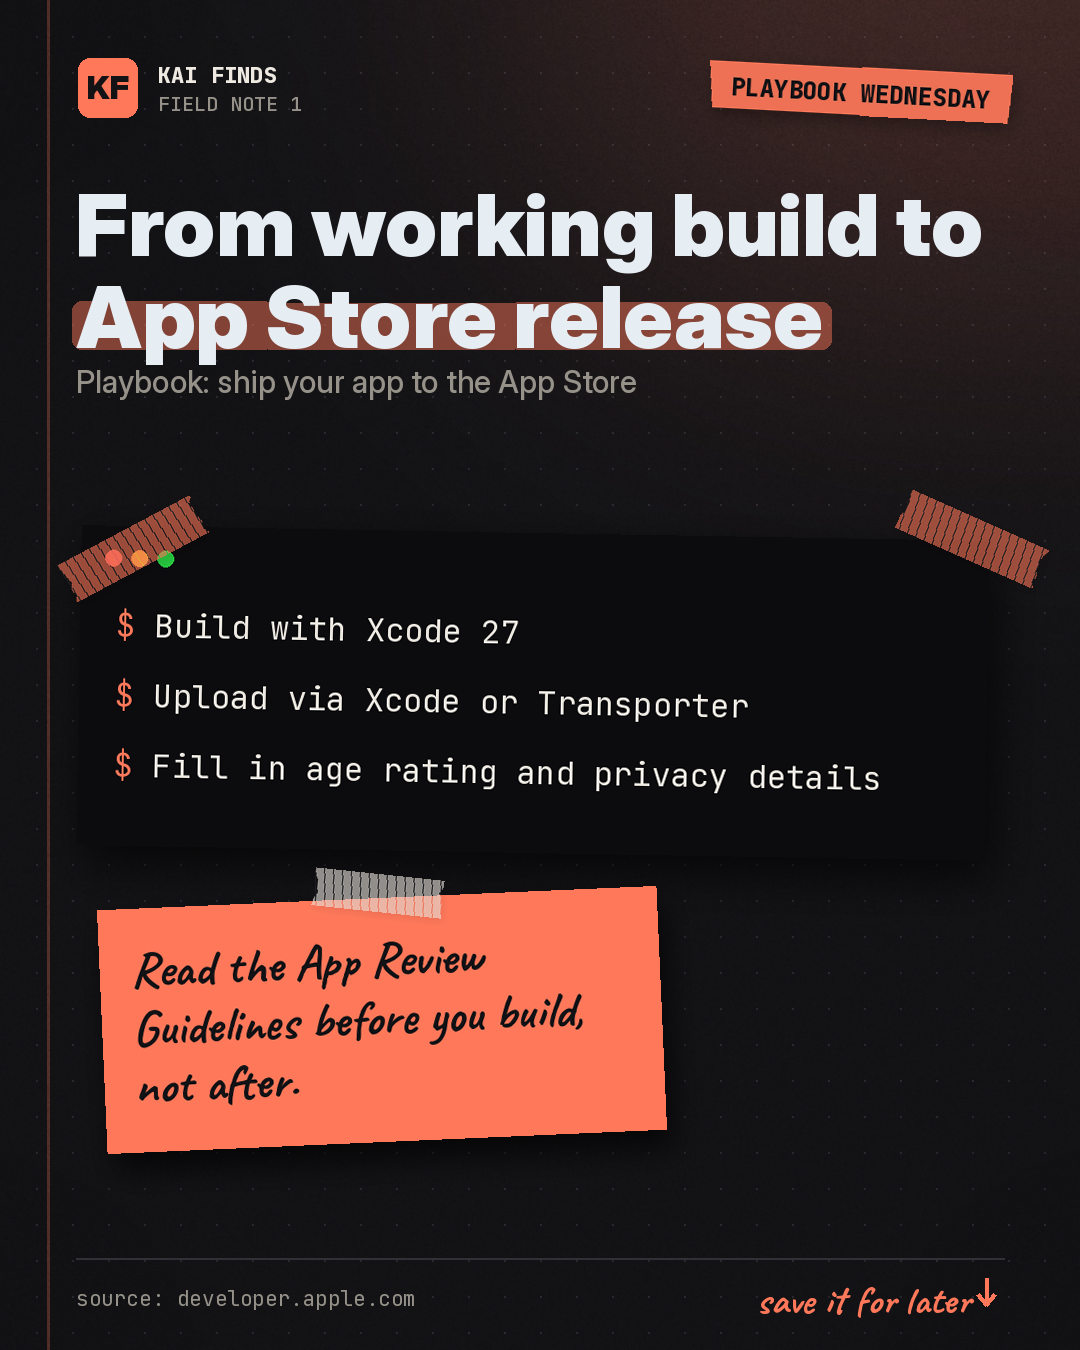 KF
KAI FINDS
FIELD NOTE 1
PLAYBOOK WEDNESDAY
From working build to
App Store release
Playbook: ship your app to the App Store
$ Build with Xcode 27
$ Upload via Xcode or Transporter
$ Fill in age rating and privacy details
Read the App Review
Guidelines before you build,
not after.
source: developer.apple.com
save it for later↓